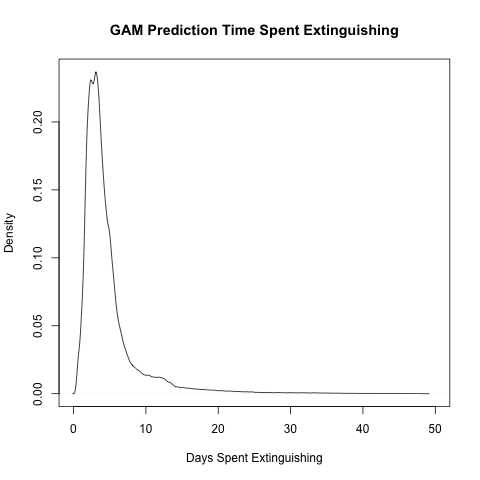 GAM Prediction Time Spent Extinguishing
Density
0.20
0.15
0.10
0.05
0.00
0 10 20 30 40 50
Days Spent Extinguishing